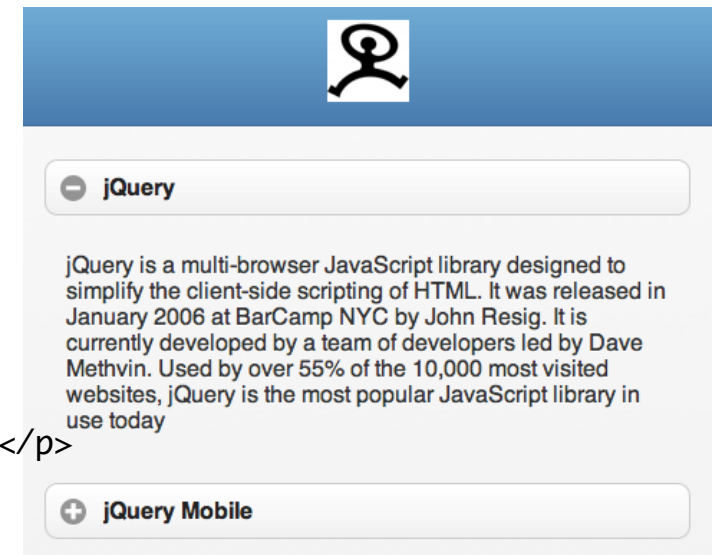 jQuery
jQuery is a multi-browser JavaScript library designed to
simplify the client-side scripting of HTML. It was released in
January 2006 at BarCamp NYC by John Resig. It is
currently developed by a team of developers led by Dave
Methvin. Used by over 55% of the 10,000 most visited
websites, jQuery is the most popular JavaScript library in
use today
</p>
jQuery Mobile